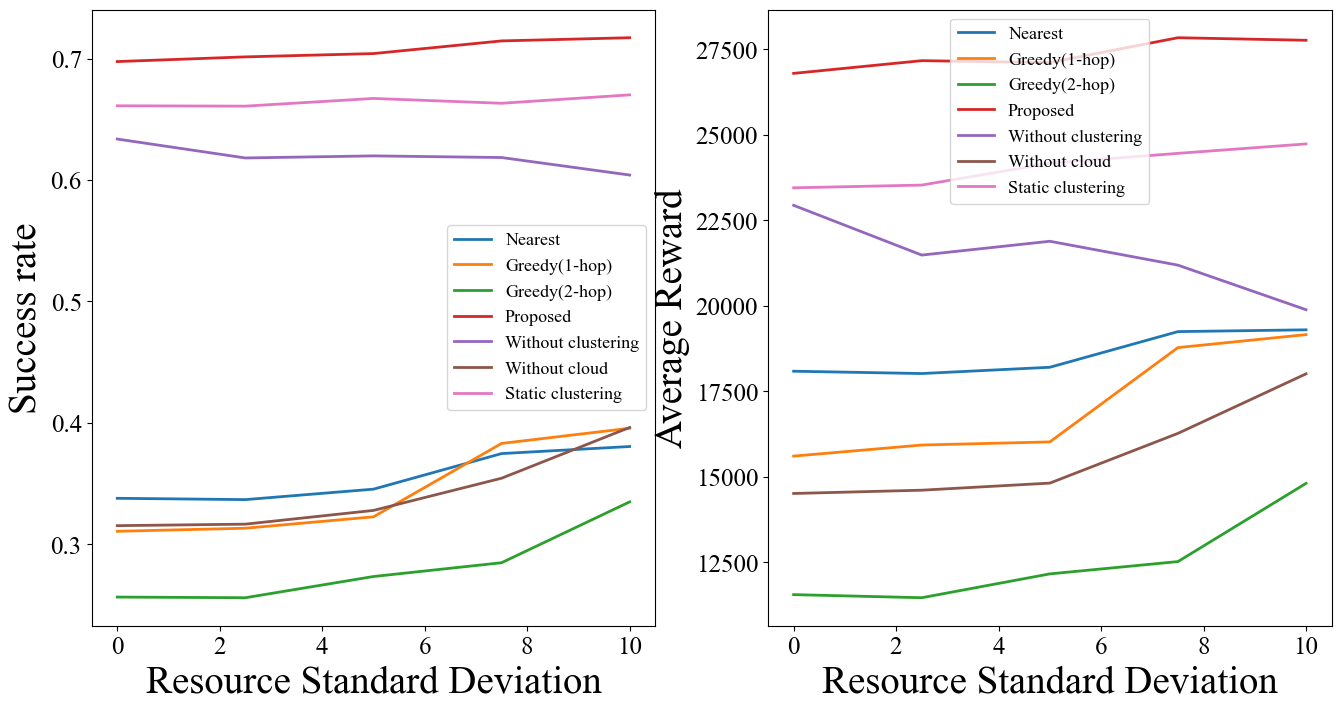 Success rate
0.7
0.6
0.5
0.4
0.3
Nearest
Greedy(1-hop)
Greedy(2-hop)
Proposed
Without clustering
Without cloud
Static clustering
0 2 4 6 8 10
Resource Standard Deviation
Average Reward
27500
25000
22500
20000
17500
15000
12500
Nearest
Greedy(1-hop)
Greedy(2-hop)
Proposed
Without clustering
Without cloud
Static clustering
0 2 4 6 8 10
Resource Standard Deviation